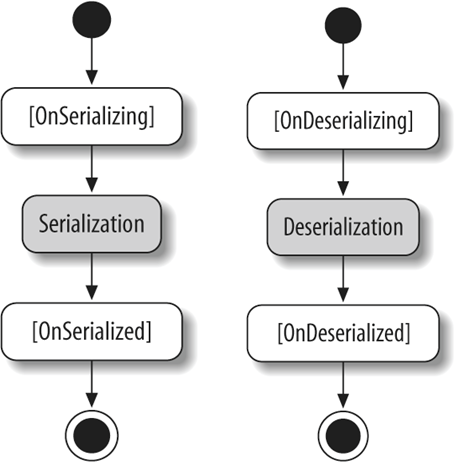 [OnSerializing]
Serialization
[OnSerialized]
[OnDeserializing]
Deserialization
[OnDeserialized]